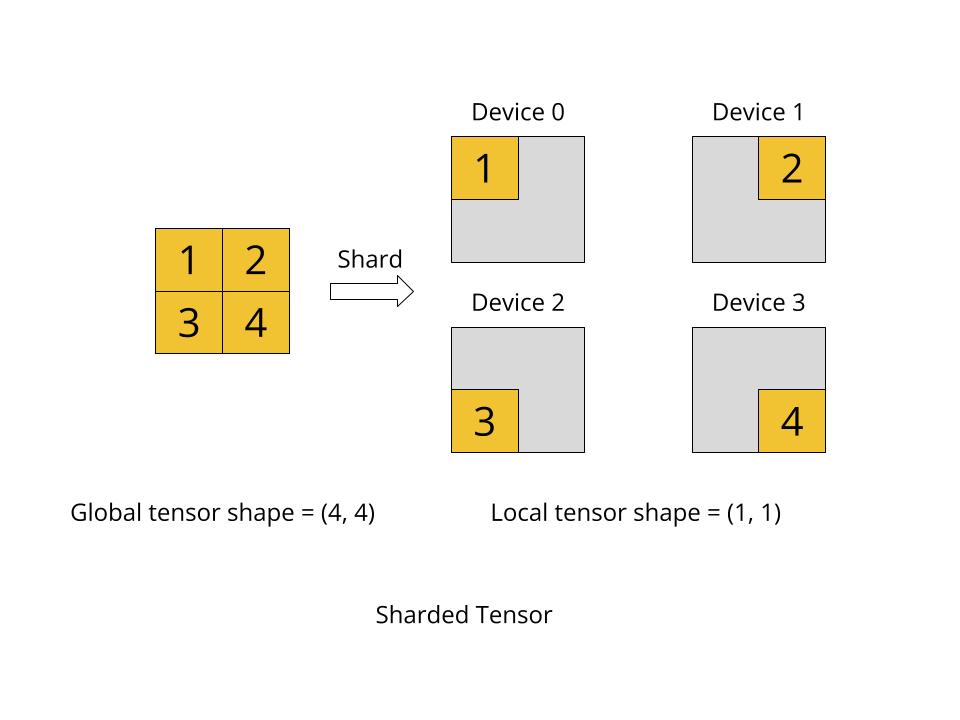 Device 0
Device 1
1
2
1 2
Shard
3 4
Device 2
Device 3
3
4
Global tensor shape = (4, 4)
Local tensor shape = (1, 1)
Sharded Tensor